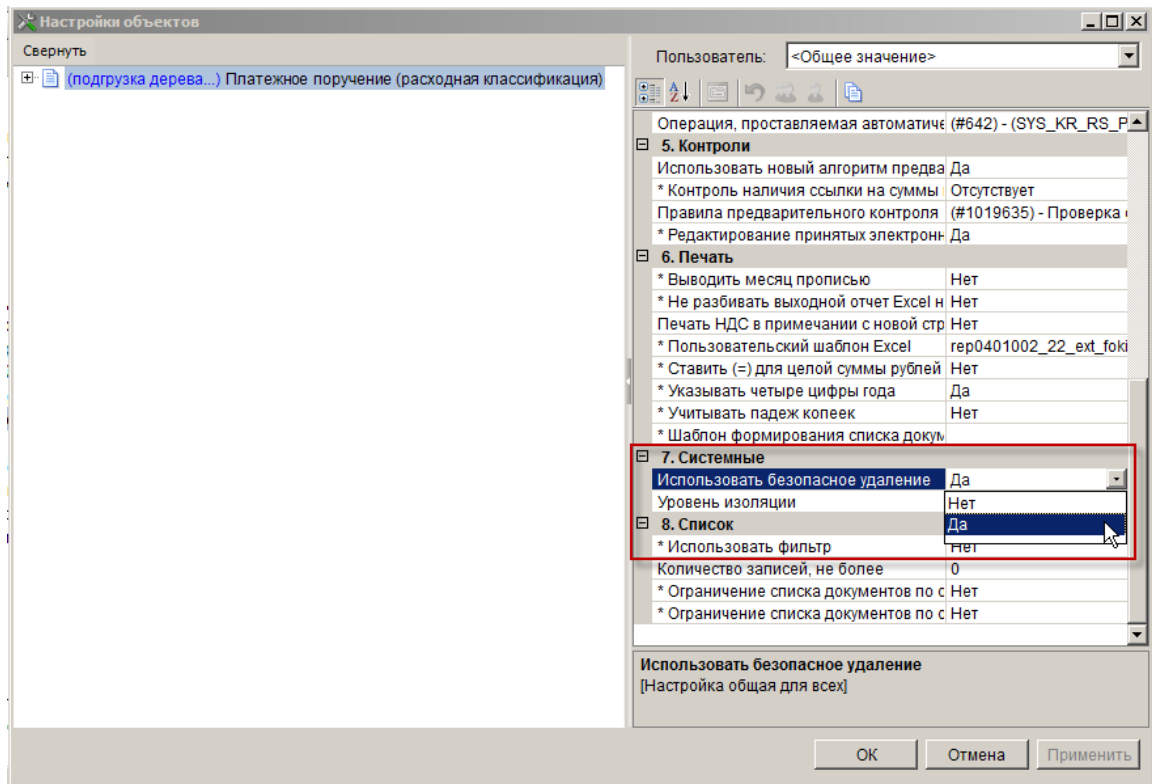 Настройки объектов
Свернуть
(подгрузка дерева...) Платежное поручение (расходная классификация)
Пользователь: <Общее значение>
Операция, проставляемая автоматиче (#642) - (SYS_KR_RS_P
5. Контроли
Использовать новый алгоритм предва Да
* Контроль наличия ссылки на суммы Отсутствует
Правила предварительного контроля (#1019635) - Проверка
* Редактирование принятых электронн Да
6. Печать
* Выводить месяц прописью Нет
* Не разбивать выходной отчет Excel н Нет
Печать НДС в примечании с новой стр Нет
* Пользовательский шаблон Excel rep0401002_22_ext_foki
* Ставить (=) для целой суммы рублей Нет
* Указывать четыре цифры года Да
* Учитывать падеж копеек Нет
* Шаблон формирования списка докум
7. Системные
Использовать безопасное удаление Да
Уровень изоляции
Нет
8. Список
Да
* Использовать фильтр Нет
Количество записей, не более 0
* Ограничение списка документов по с Нет
* Ограничение списка документов по с Нет
Использовать безопасное удаление
[Настройка общая для всех]
ОК Отмена Применить